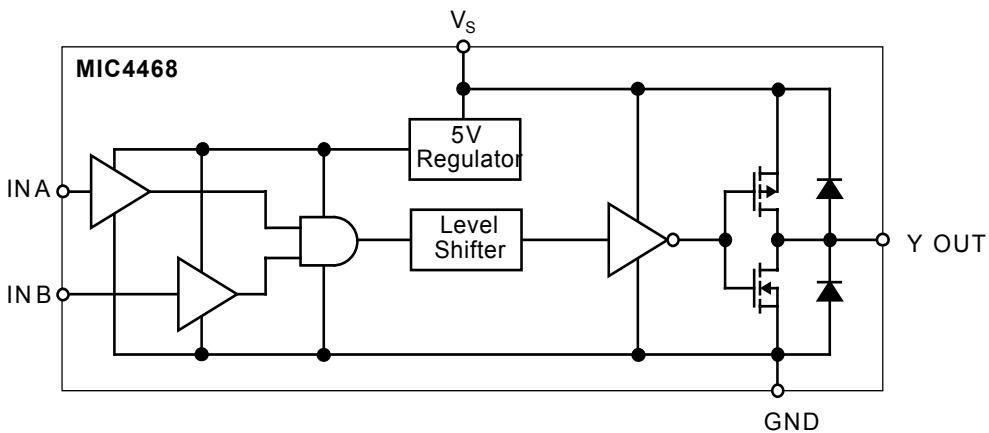 V_S
MIC4468
5V
Regulator
INA
Level
Shifter
Y OUT
INB
GND